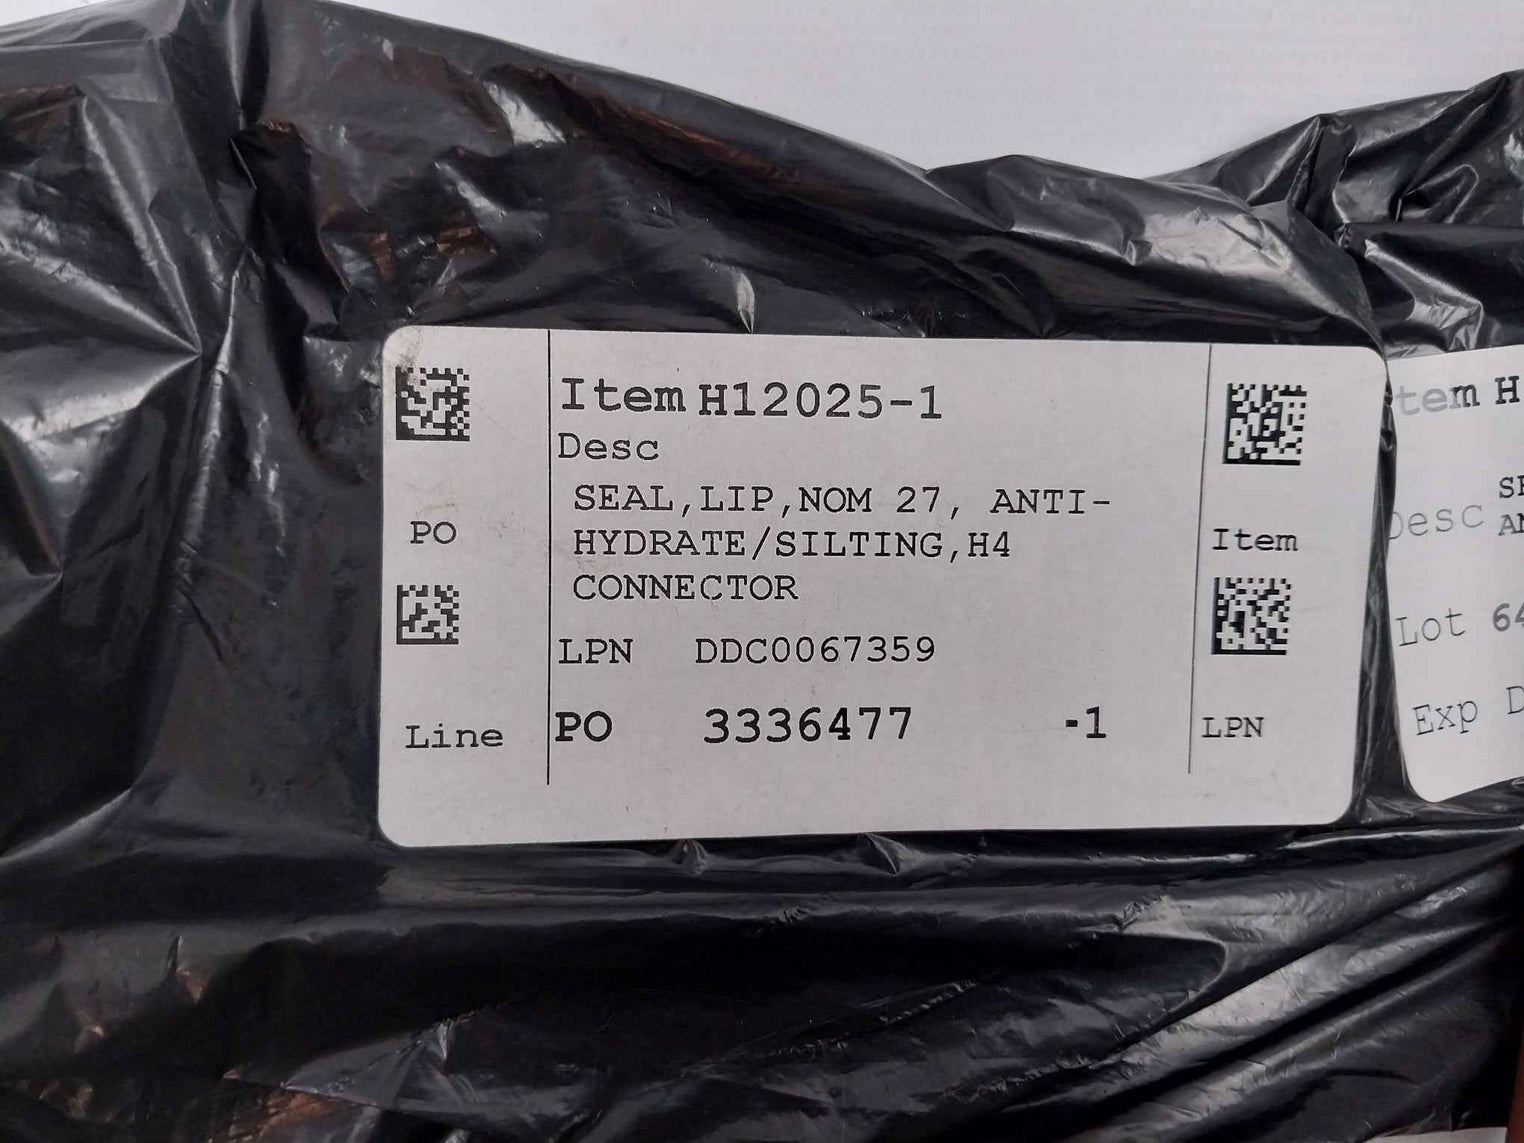 Item H12025-1
Desc
SEAL,LIP,NOM 27, ANTI-
HYDRATE/SILTING,H4
CONNECTOR
LPN DDC0067359
PO 3336477 -1
PO
Line
Item
LPN
tem H
Desc
Lot 64
Exp D